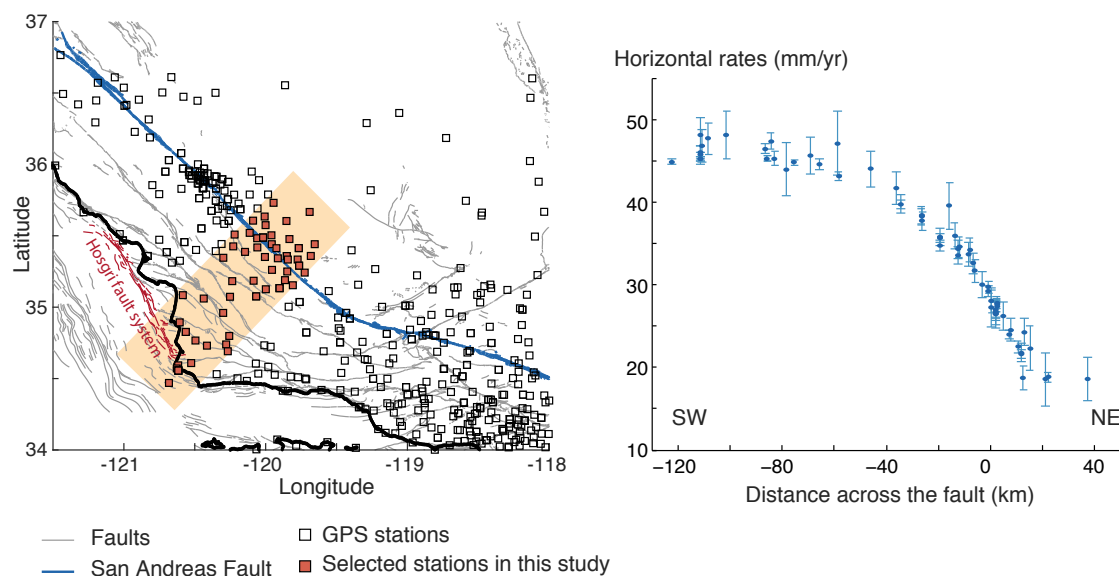 37
36
35
34
Latitude
-121
-120
-119
-118
Longitude
Hosgri fault system
Faults
San Andreas Fault
GPS stations
Selected stations in this study
Horizontal rates (mm/yr)
50
40
30
20
10
SW
NE
−120
−80
−40
0
40
Distance across the fault (km)